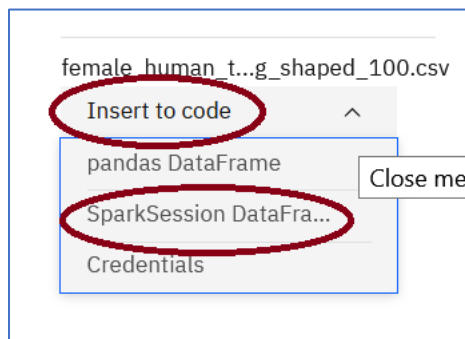 female_human_t...g_shaped_100.csv
Insert to code
pandas DataFrame
Close me
SparkSession DataFra...
Credentials